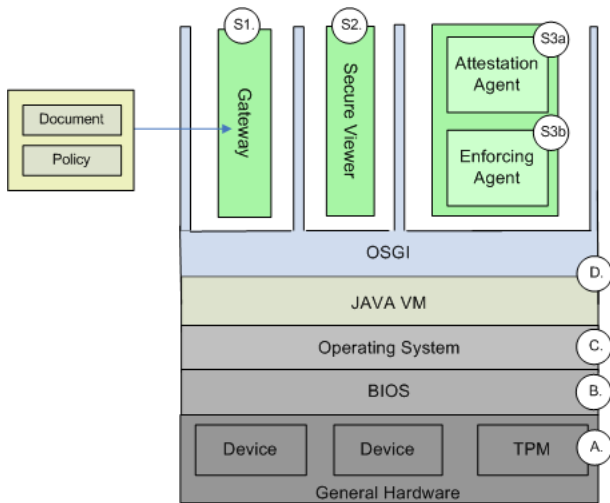 S1.
S2.
S3a
Attestation
Agent
S3b
Enforcing
Agent
Gateway
Secure Viewer
Document
Policy
OSGI
D.
JAVA VM
Operating System
C.
BIOS
B.
Device
Device
TPM
A.
General Hardware